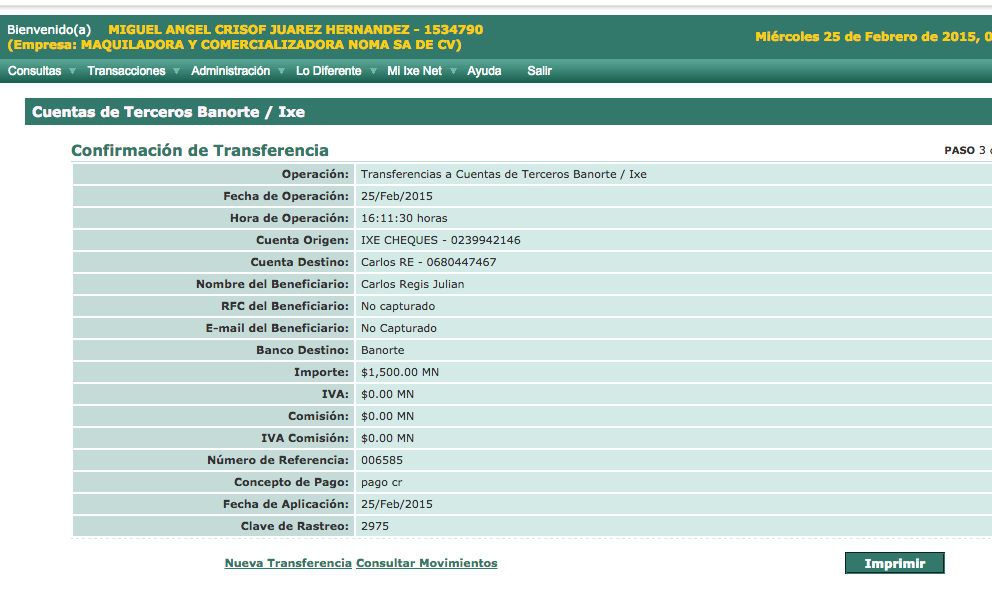 Bienvenido(a) MIGUEL ANGEL CRISOF JUAREZ HERNANDEZ - 1534790
(Empresa: MAQUILADORA Y COMERCIALIZADORA NOMA SA DE CV)
Miércoles 25 de Febrero de 2015, 0
Consultas Transacciones Administración Lo Diferente Mi Ixe Net Ayuda Salir
Cuentas de Terceros Banorte / Ixe
Confirmación de Transferencia PASO 3
Operación: Transferencias a Cuentas de Terceros Banorte / Ixe
Fecha de Operación: 25/Feb/2015
Hora de Operación: 16:11:30 horas
Cuenta Origen: IXE CHEQUES - 0239942146
Cuenta Destino: Carlos RE - 0680447467
Nombre del Beneficiario: Carlos Regis Julian
RFC del Beneficiario: No capturado
E-mail del Beneficiario: No Capturado
Banco Destino: Banorte
Importe: $1,500.00 MN
IVA: $0.00 MN
Comisión: $0.00 MN
IVA Comisión: $0.00 MN
Número de Referencia: 006585
Concepto de Pago: pago cr
Fecha de Aplicación: 25/Feb/2015
Clave de Rastreo: 2975
Nueva Transferencia Consultar Movimientos Imprimir